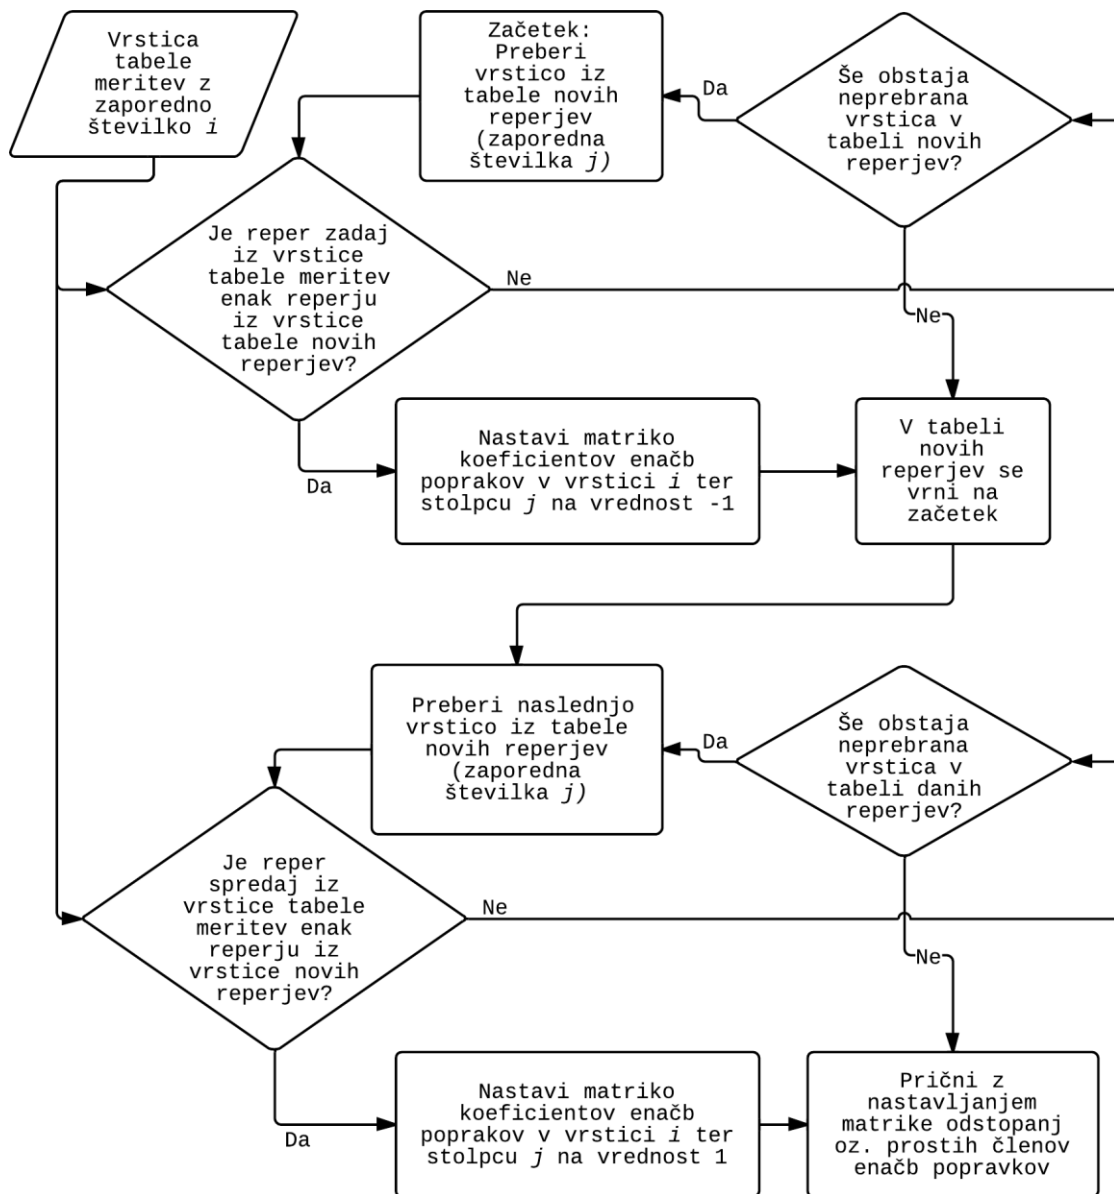 Vrstica
tabele
meritev z
zaporedno
številko i
Začetek:
Preberi
vrstico iz
tabele novih
reperjev
(zaporedna
številka j)
Da
Še obstaja
neprebrana
vrstica v
tabeli novih
reperjev?
Je reper zadaj
iz vrstice
tabele meritev
enak reperju
iz vrstice
tabele novih
reperjev?
Ne
Ne
Da
Nastavi matriko
koeficientov enačb
poprakov v vrstici i ter
stolpcu j na vrednost -1
V tabeli
novih
reperjev se
vrni na
začetek
Preberi naslednjo
vrstico iz tabele
novih reperjev
(zaporedna
številka j)
Da
Še obstaja
neprebrana
vrstica v
tabeli danih
reperjev?
Je reper
spredaj iz
vrstice tabele
meritev enak
reperju iz
vrstice novih
reperjev?
Ne
Ne
Da
Nastavi matriko
koeficientov enačb
poprakov v vrstici i ter
stolpcu j na vrednost 1
Prični z
nastavljanjem
matrike odstopanj
oz. prostih členov
enačb popravkov